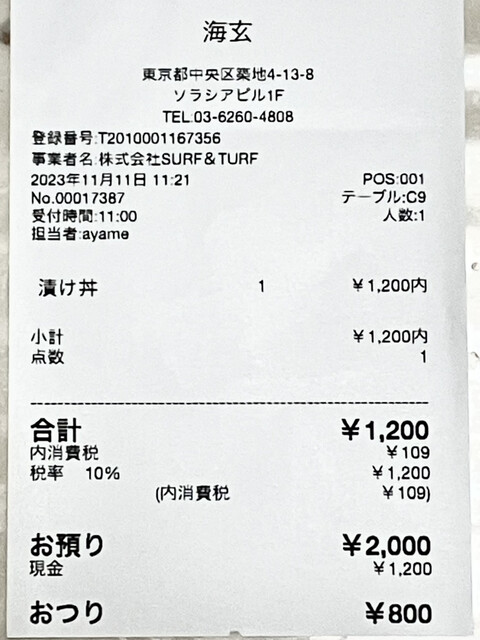 海玄
東京都中央区築地4-13-8
ソラシアビル1F
TEL:03-6260-4808
登録番号:T2010001167356
事業者名:株式会社SURF&TURF
2023年11月11日 11:21 POS:001
No.00017387 テーブル:C9
受付時間:11:00 人数:1
担当者:ayame
漬け丼 1 ¥1,200内
小計 ¥1,200内
点数 1
合計 ¥1,200
内消費税 ¥109
税率 10% ¥1,200
(内消費税 ¥109)
お預り ¥2,000
現金 ¥1,200
おつり ¥800